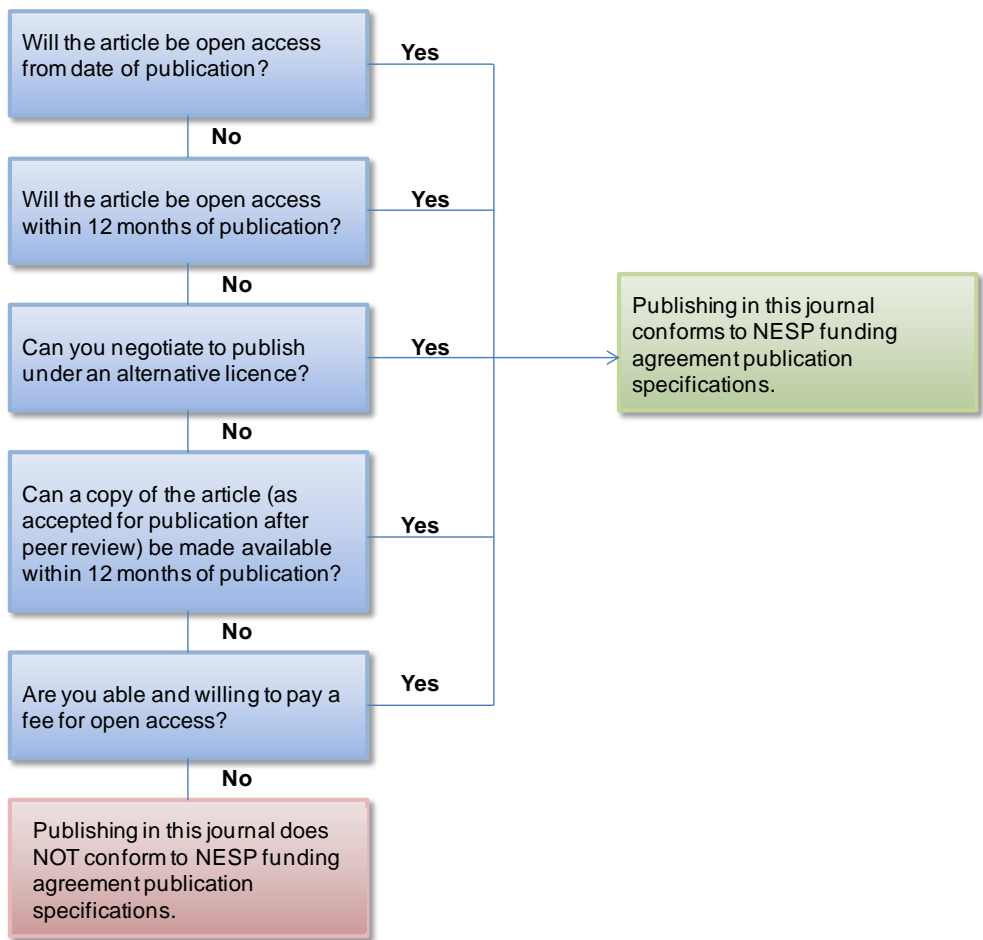 Will the article be open access
from date of publication?
Yes
No
Will the article be open access
within 12 months of publication?
Yes
No
Can you negotiate to publish
under an alternative licence?
Yes
Publishing in this journal
conforms to NESP funding
agreement publication
specifications.
No
Can a copy of the article (as
accepted for publication after
peer review) be made available
within 12 months of publication?
Yes
No
Are you able and willing to pay a
fee for open access?
Yes
No
Publishing in this journal does
NOT conform to NESP funding
agreement publication
specifications.